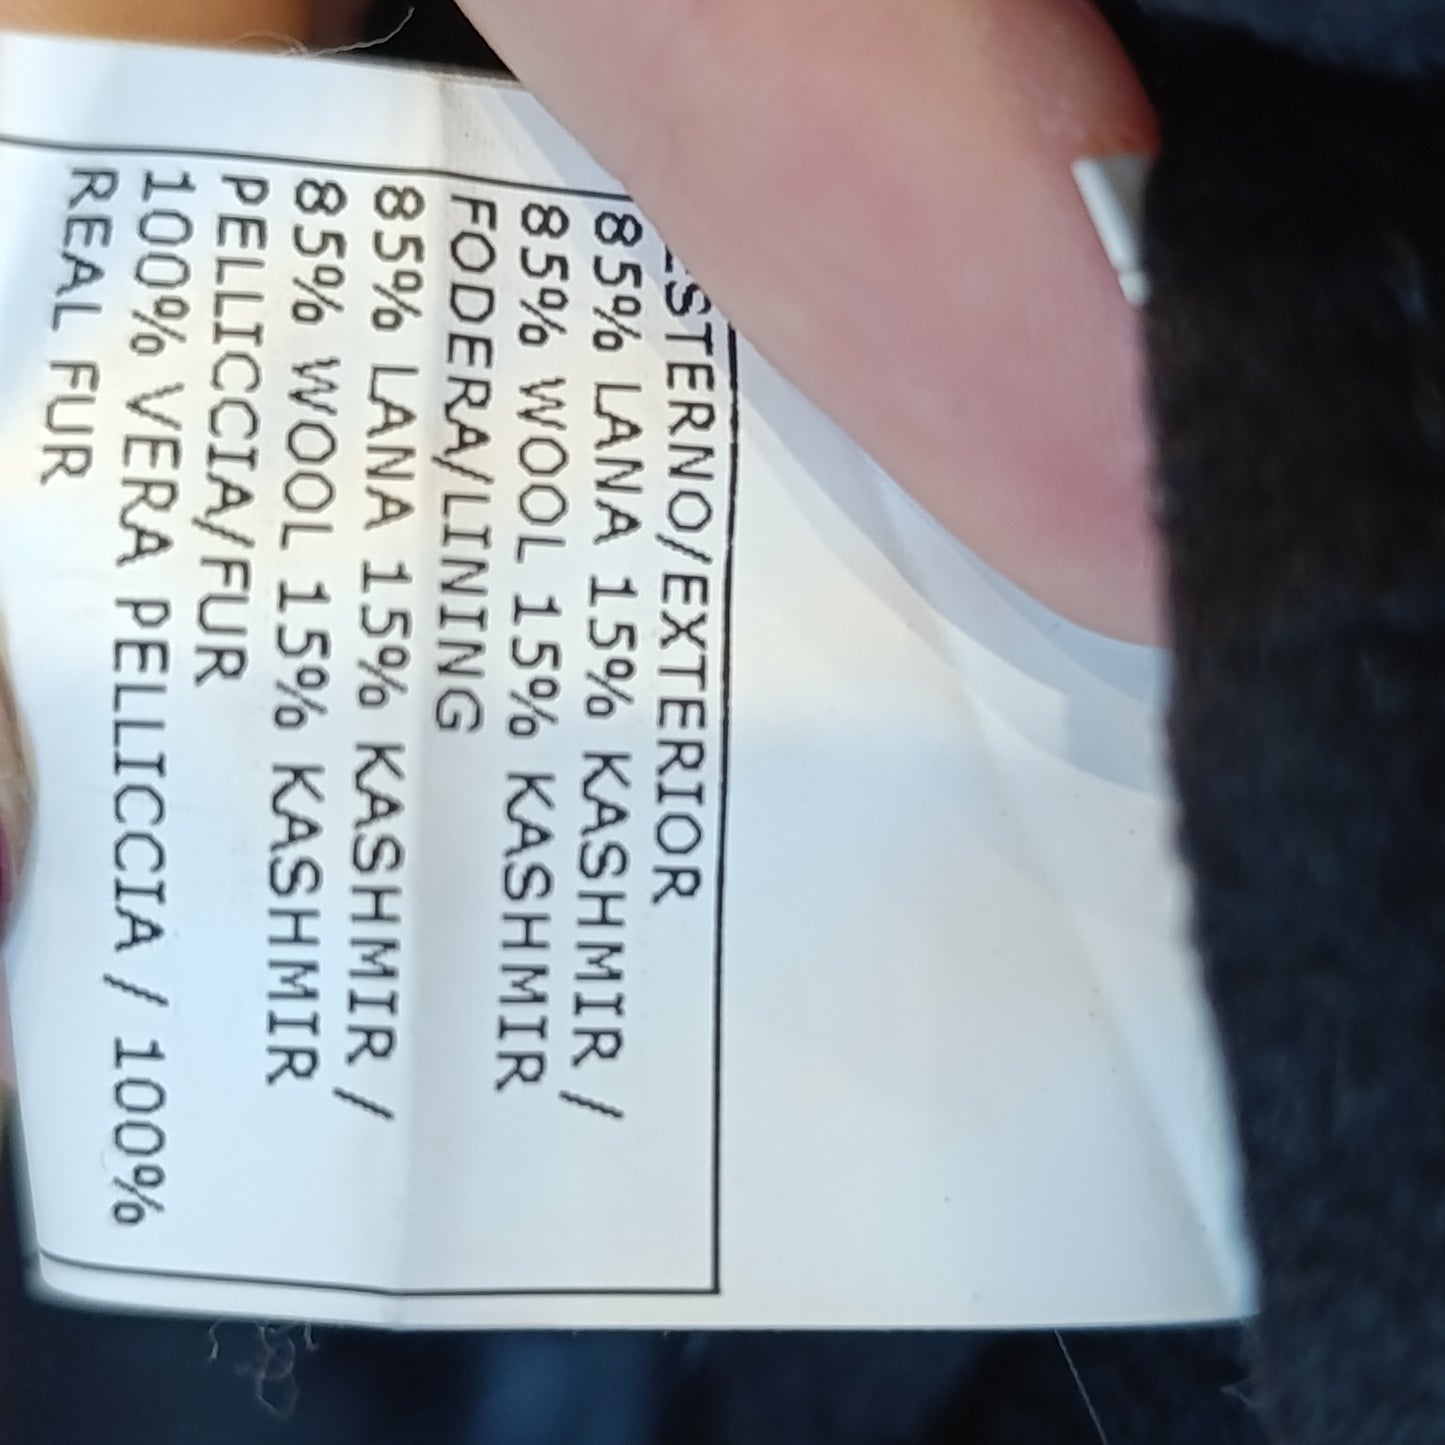 ESTERNO/EXTERIOR
85% LANA 15% KASHMIR /
85% WOOL 15% KASHMIR
FODERA/LINING
85% LANA 15% KASHMIR /
85% WOOL 15% KASHMIR
PELLICCIA/FUR
100% VERA PELLICCIA / 100%
REAL FUR